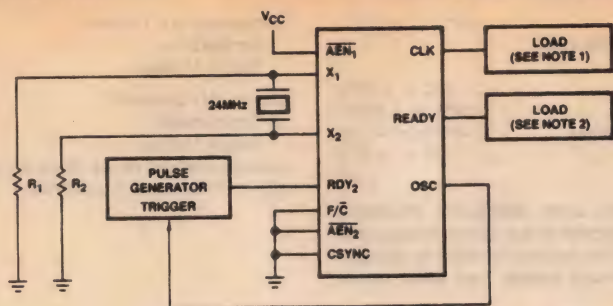 VCC
AEN1
X1
24MHz
X2
R1
R2
PULSE
GENERATOR
TRIGGER
RDY2
F/C
AEN2
CSYNC
CLK
READY
OSC
LOAD
(SEE NOTE 1)
LOAD
(SEE NOTE 2)